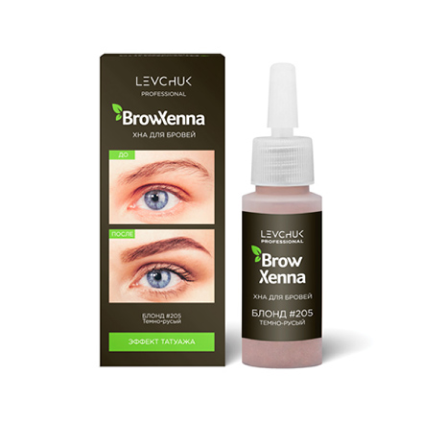 LEVCHUK
PROFESSIONAL
BrowXenna
ХНА ДЛЯ БРОВЕЙ
ДО
ПОСЛЕ
БЛОНД #205
Темно-русый
ЭФФЕКТ ТАТУАЖА
LEVCHUK
PROFESSIONAL
Brow
Xenna
ХНА ДЛЯ БРОВЕЙ
БЛОНД #205
ТЕМНО-РУСЫЙ